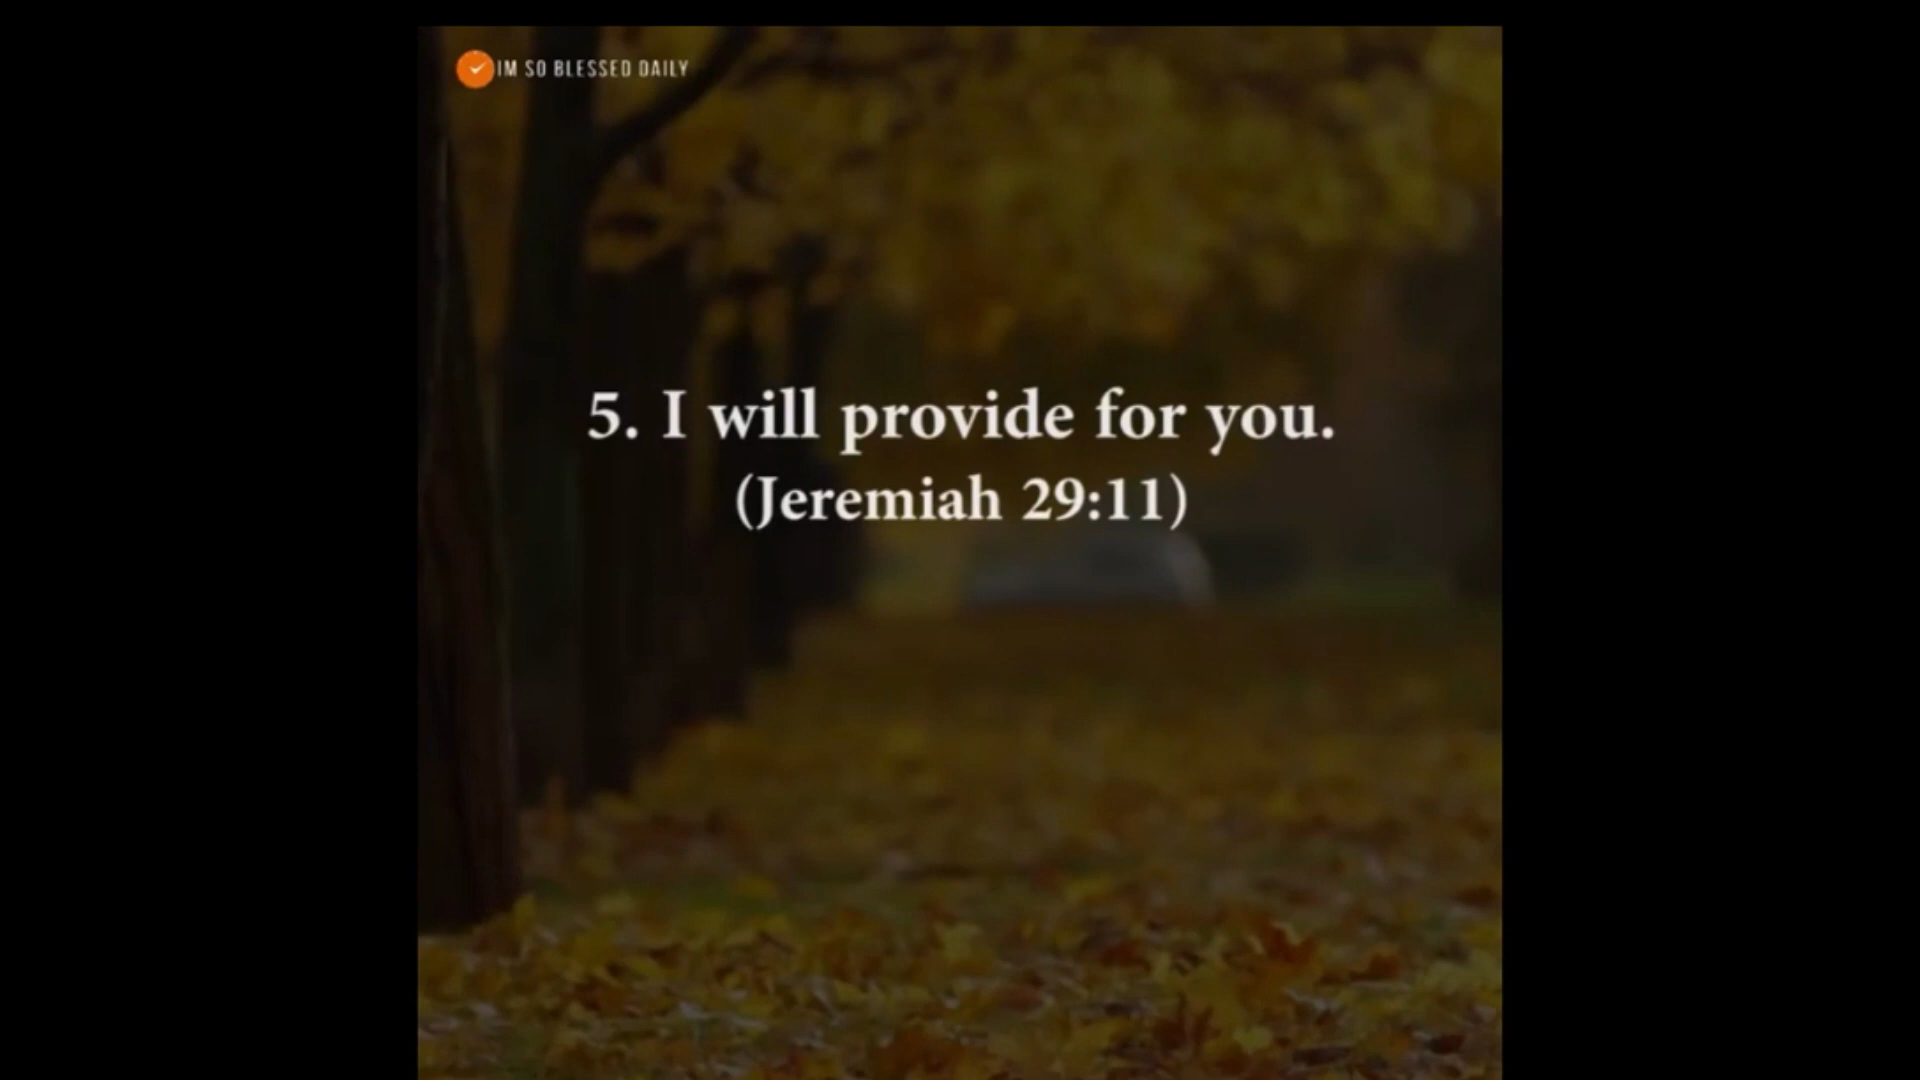 IM SO BLESSED DAILY
5. I will provide for you.
(Jeremiah 29:11)